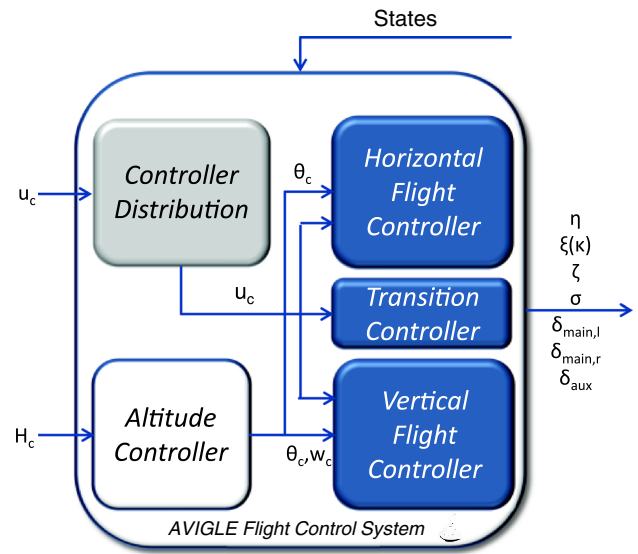 States
Controller
Distribution
u_c
θ_c
Horizontal
Flight
Controller
η
ξ(κ)
ζ
σ
δ_main,l
δ_main,r
δ_aux
u_c
Transition
Controller
Altitude
Controller
H_c
θ_c,w_c
Vertical
Flight
Controller
AVIGLE Flight Control System